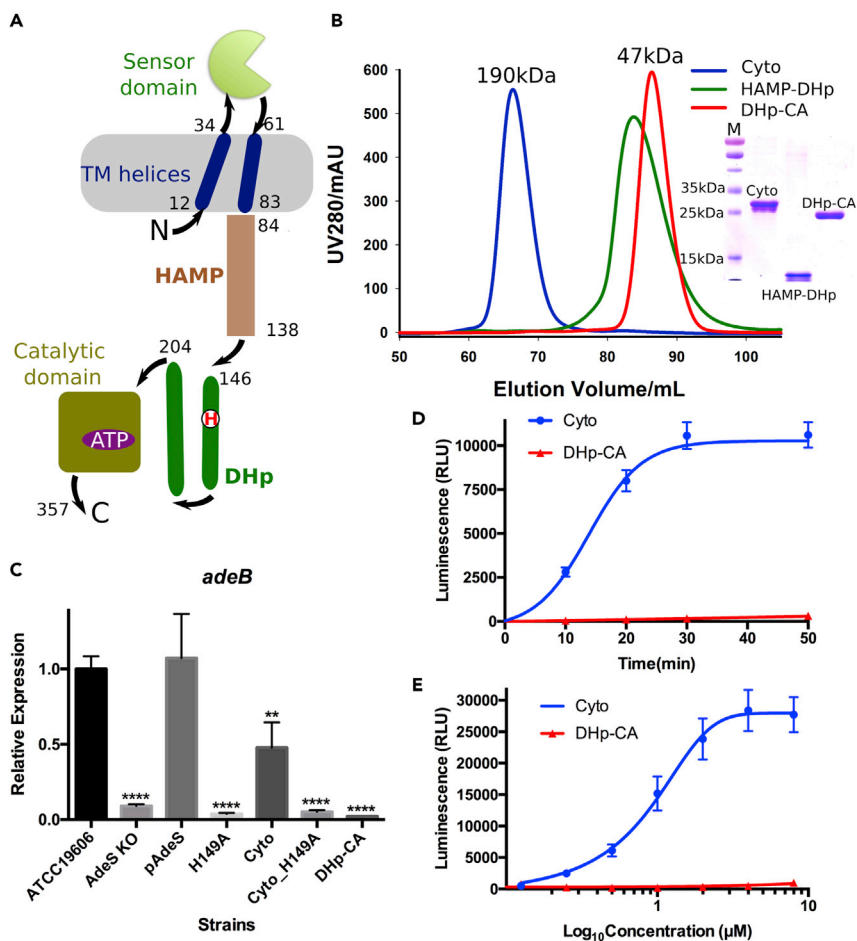 A
Sensor
domain
34
61
TM helices
12
83
N
84
HAMP
138
Catalytic
domain
204
146
H
ATP
DHp
357
C
B
190kDa
47kDa
Cyto
HAMP-DHp
DHp-CA
M
35kDa
25kDa
15kDa
Cyto
DHp-CA
HAMP-DHp
UV280/mAU
600
500
400
300
200
100
0
50
60
70
80
90
100
Elution Volume/mL
C
adeB
Relative Expression
1.0
0.5
0.0
****
****
**
****
****
ATCC19606
AdeS KO
pAdeS
H149A
Cyto
Cyto_H149A
DHp-CA
Strains
D
Cyto
DHp-CA
Luminescence (RLU)
10000
7500
5000
2500
0
0
10
20
30
40
50
Time(min)
E
Cyto
DHp-CA
Luminescence (RLU)
30000
25000
20000
15000
10000
5000
0
1
10
Log10Concentration (μM)